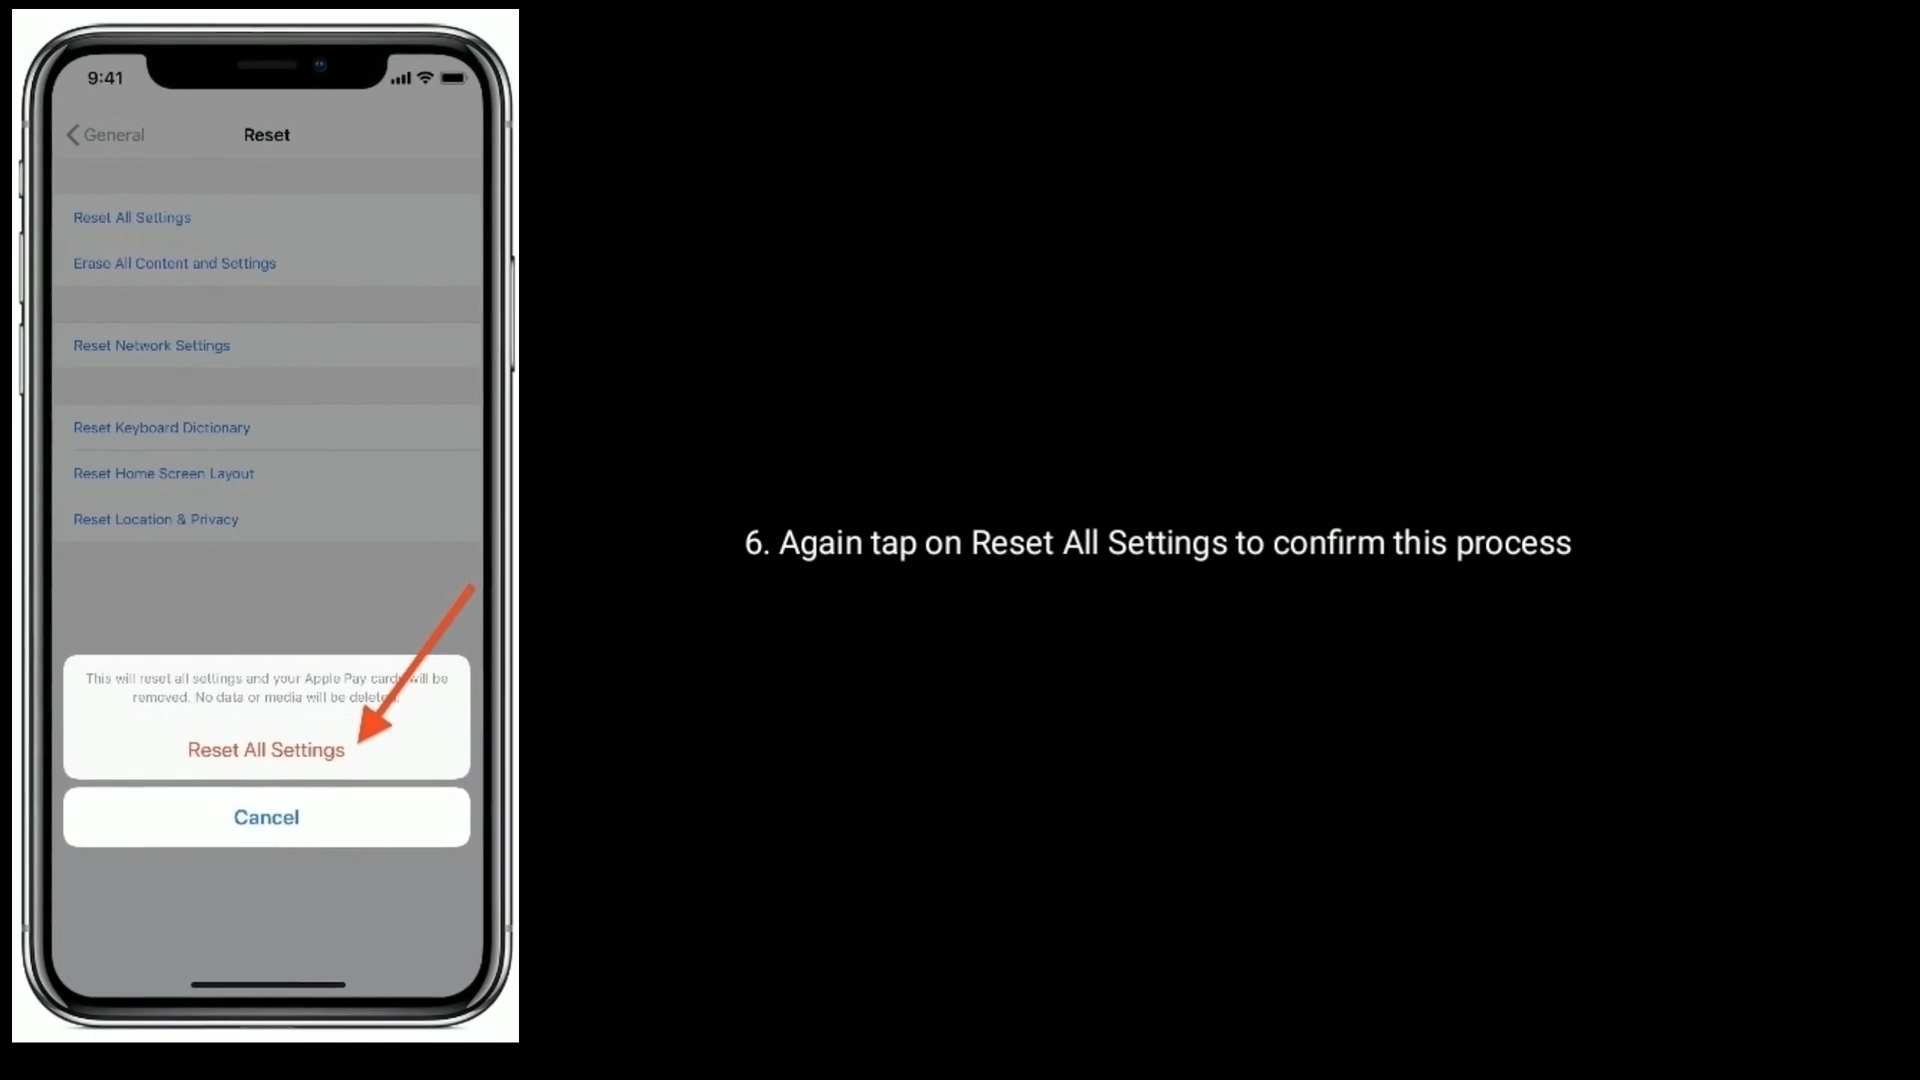 9:41
General
Reset
Reset All Settings
Erase All Content and Settings
Reset Network Settings
Reset Keyboard Dictionary
Reset Home Screen Layout
Reset Location & Privacy
This will reset all settings and your Apple Pay cards will be
removed. No data or media will be deleted.
Reset All Settings
Cancel
6. Again tap on Reset All Settings to confirm this process